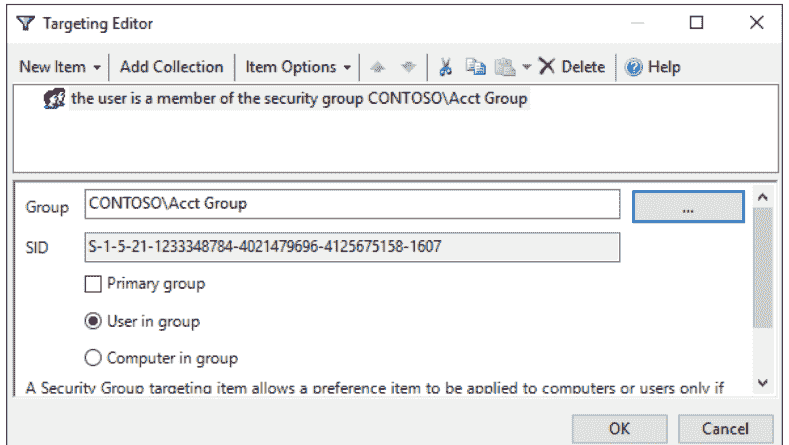 Targeting Editor
New Item Add Collection Item Options Delete Help
the user is a member of the security group CONTOSO\Acct Group
Group CONTOSO\Acct Group ...
SID S-1-5-21-1233348784-4021479696-4125675158-1607
Primary group
User in group
Computer in group
A Security Group targeting item allows a preference item to be applied to computers or users only if
OK Cancel